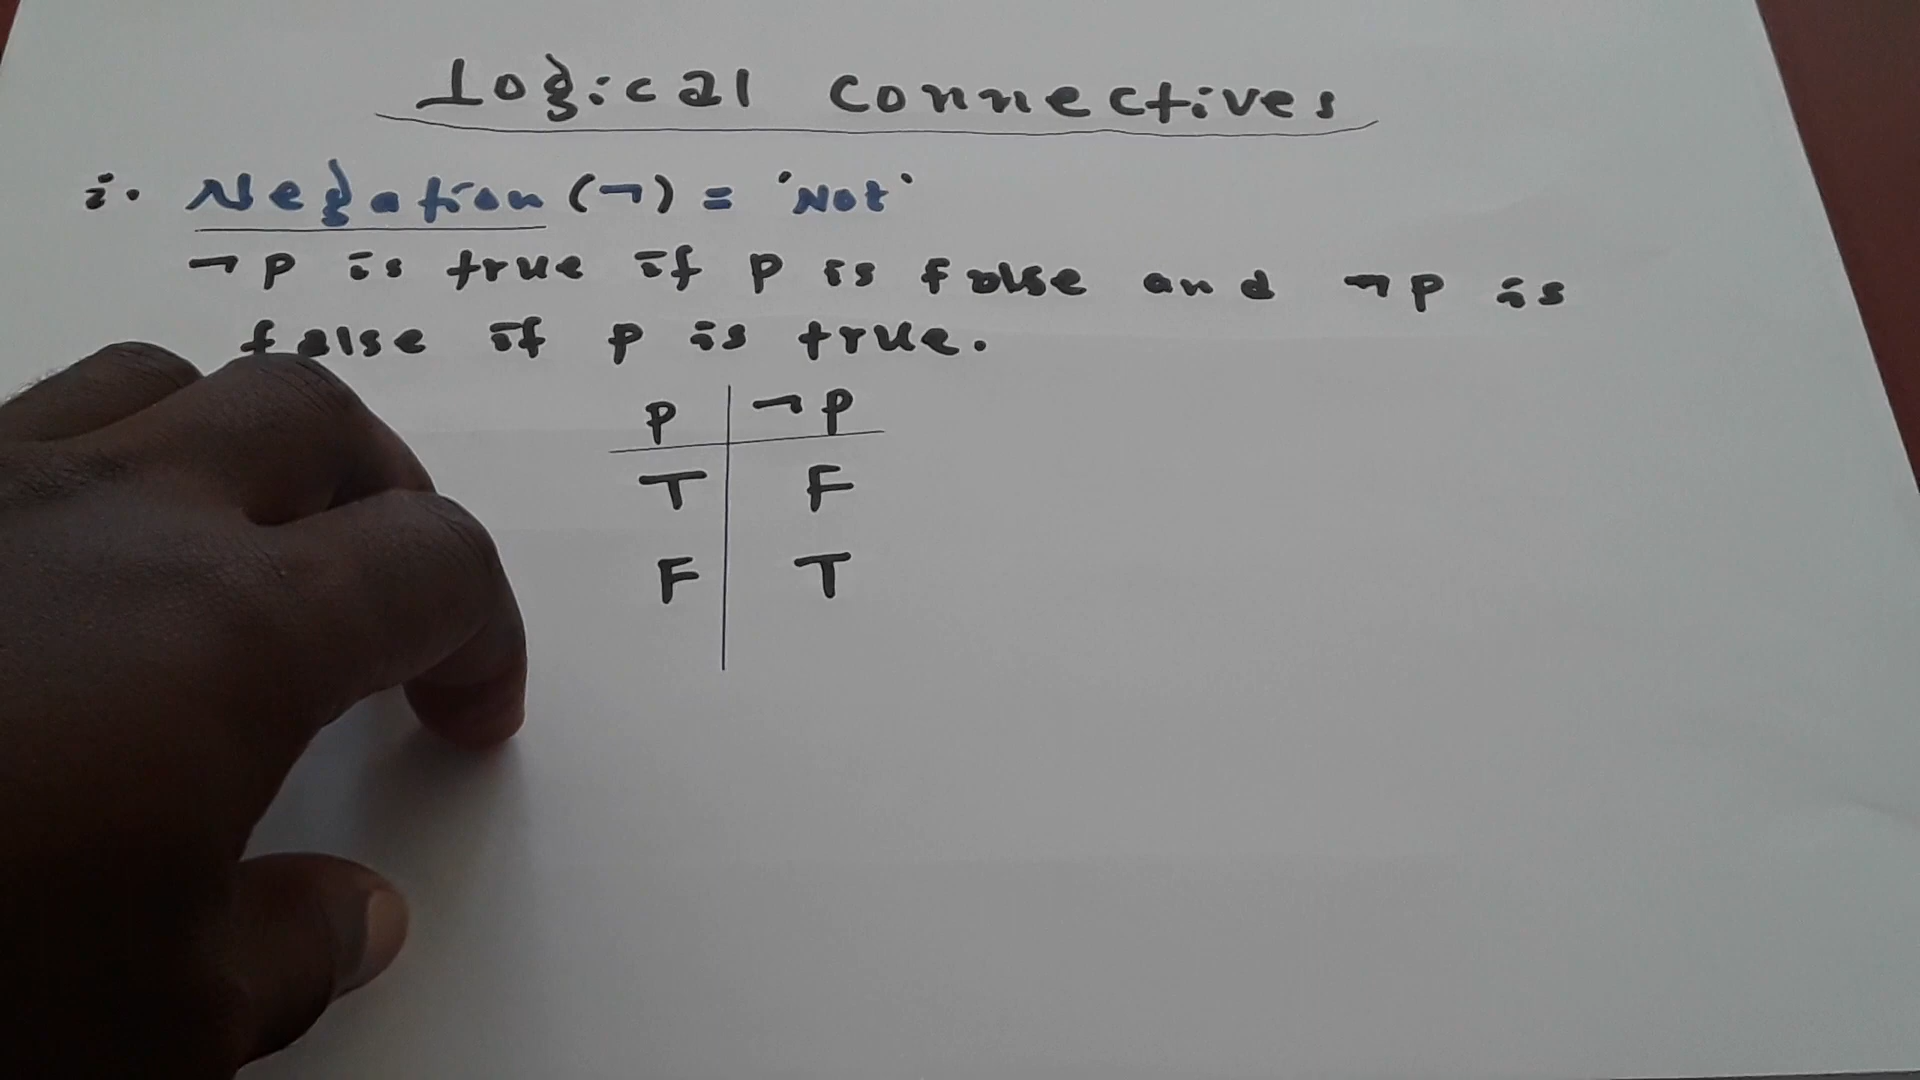 Logical Connectives
i. Negation (¬) = 'Not'
¬P is true if P is false and ¬P is
false if P is true.
P ¬P
T F
F T